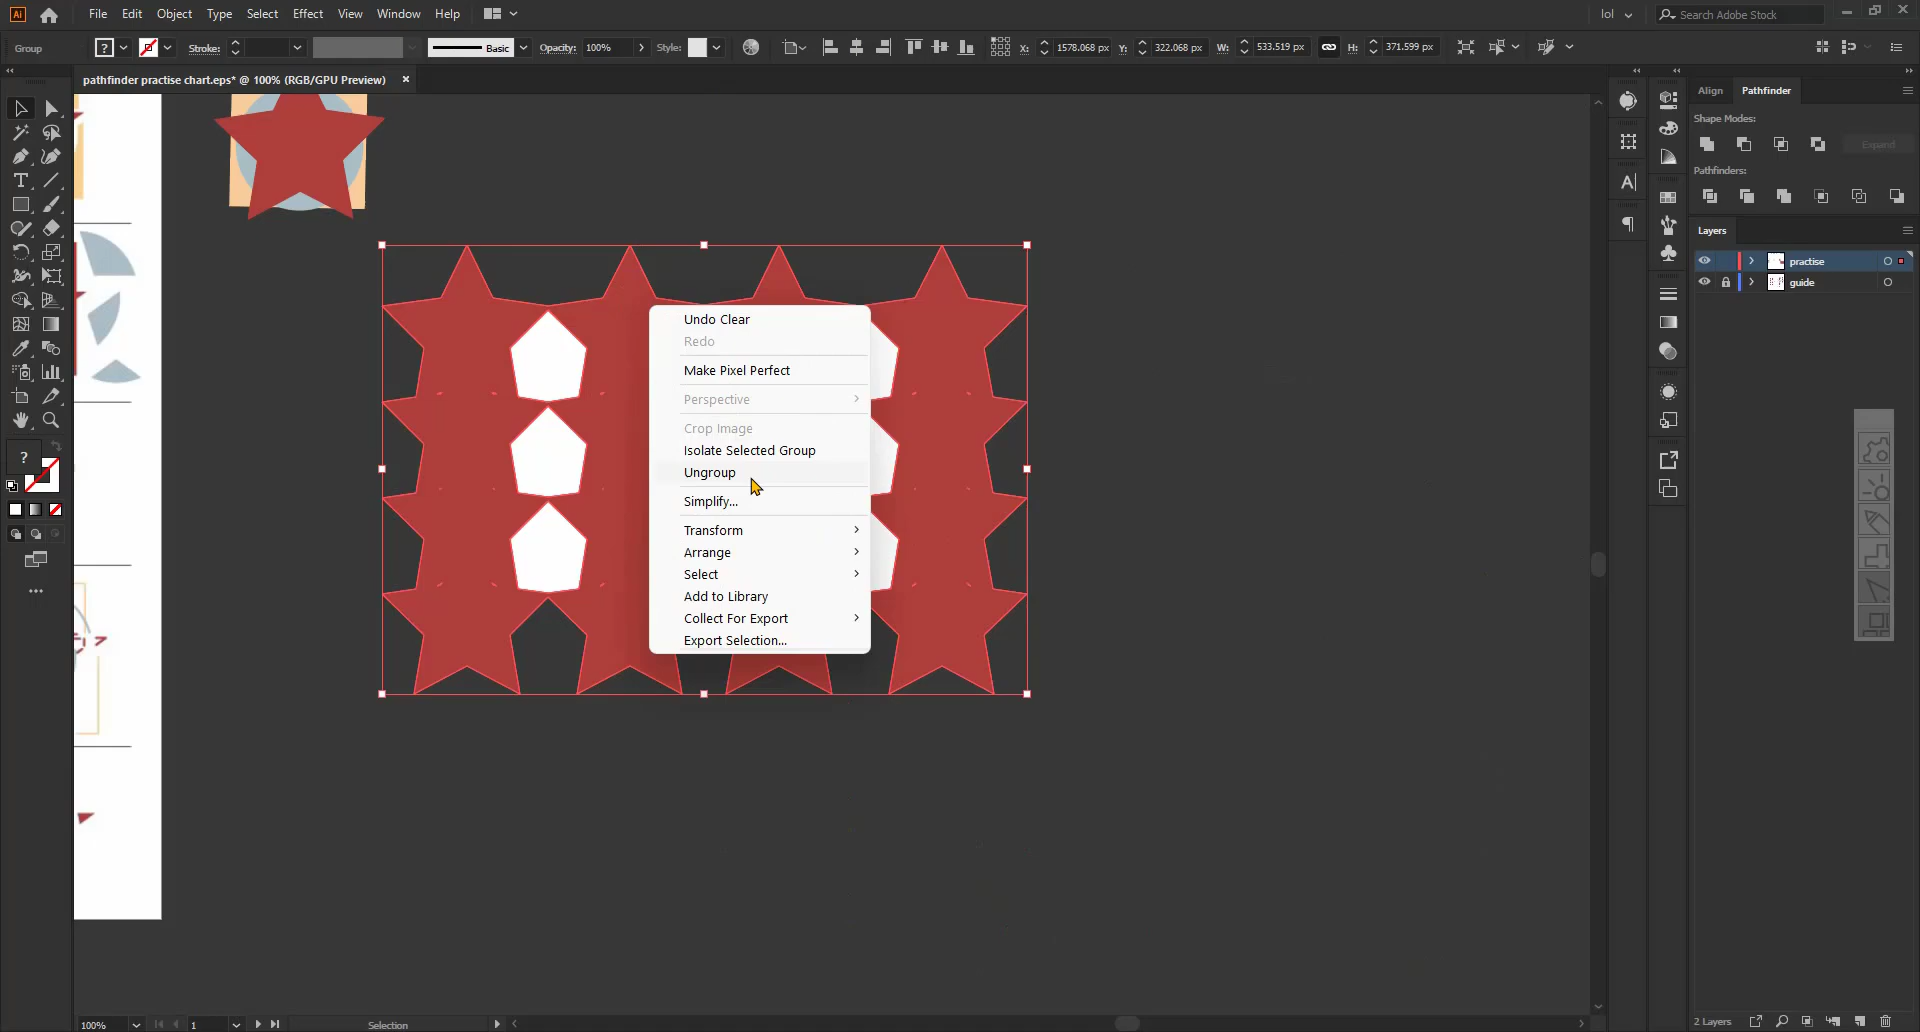 Ai File Edit Object Type Select Effect View Window Help lol Search Adobe Stock
Group ? Stroke: Basic Opacity: 100% Style: X: 1578.068 px Y: 322.068 px W: 533.519 px H: 371.599 px
pathfinder practise chart.eps* @ 100% (RGB/GPU Preview) ×
Align Pathfinder
Shape Modes:
Expand
Pathfinders:
Layers
practise
guide
Undo Clear
Redo
Make Pixel Perfect
Perspective
Crop Image
Isolate Selected Group
Ungroup
Simplify...
Transform
Arrange
Select
Add to Library
Collect For Export
Export Selection...
?
100% 1 Selection
2 Layers